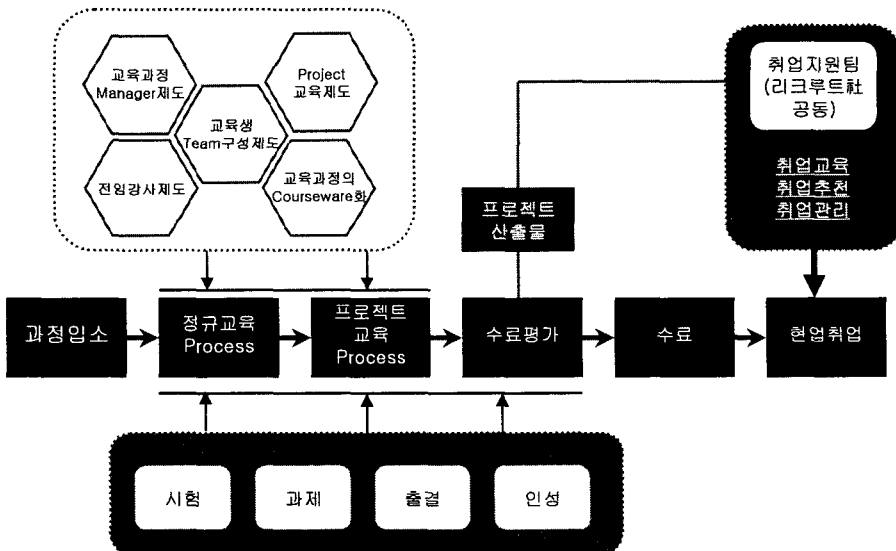 교육과정
Manager제도
Project
교육제도
교육생
Team구성제도
전임강사제도
교육과정의
Courseware화
취업지원팀
(리크루트社
공동)
취업교육
취업추천
취업관리
프로젝트
산출물
과정입소
정규교육
Process
프로젝트
교육
Process
수료평가
수료
현업취업
시험
과제
출결
인성